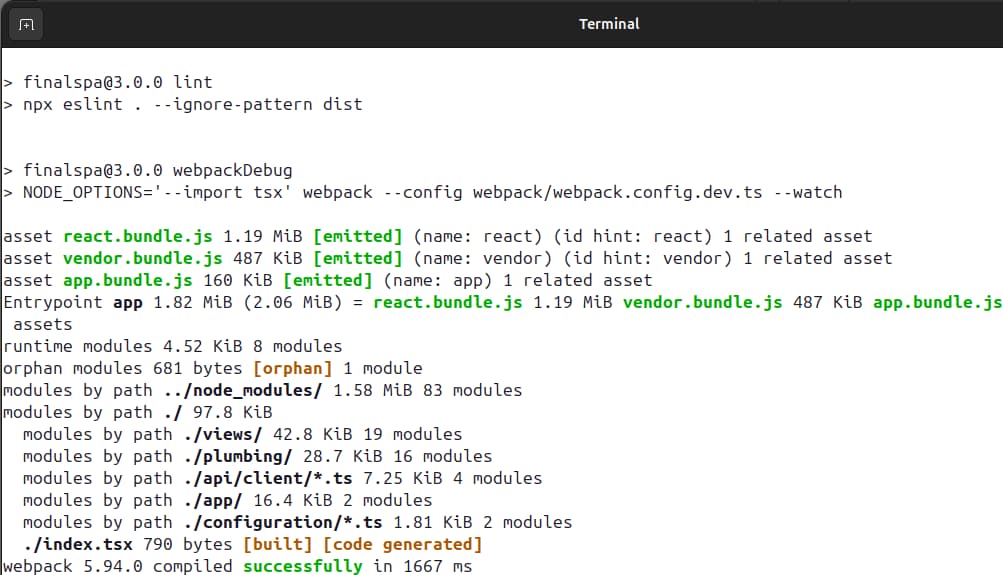 Terminal
> finalspa@3.0.0 lint
> npx eslint . --ignore-pattern dist
> finalspa@3.0.0 webpackDebug
> NODE_OPTIONS='--import tsx' webpack --config webpack/webpack.config.dev.ts --watch
asset react.bundle.js 1.19 MiB [emitted] (name: react) (id hint: react) 1 related asset
asset vendor.bundle.js 487 KiB [emitted] (name: vendor) (id hint: vendor) 1 related asset
asset app.bundle.js 160 KiB [emitted] (name: app) 1 related asset
Entrypoint app 1.82 MiB (2.06 MiB) = react.bundle.js 1.19 MiB vendor.bundle.js 487 KiB app.bundle.js
assets
runtime modules 4.52 KiB 8 modules
orphan modules 681 bytes [orphan] 1 module
modules by path ../node_modules/ 1.58 MiB 83 modules
modules by path ./ 97.8 KiB
modules by path ./views/ 42.8 KiB 19 modules
modules by path ./plumbing/ 28.7 KiB 16 modules
modules by path ./api/client/*.ts 7.25 KiB 4 modules
modules by path ./app/ 16.4 KiB 2 modules
modules by path ./configuration/*.ts 1.81 KiB 2 modules
./index.tsx 790 bytes [built] [code generated]
webpack 5.94.0 compiled successfully in 1667 ms